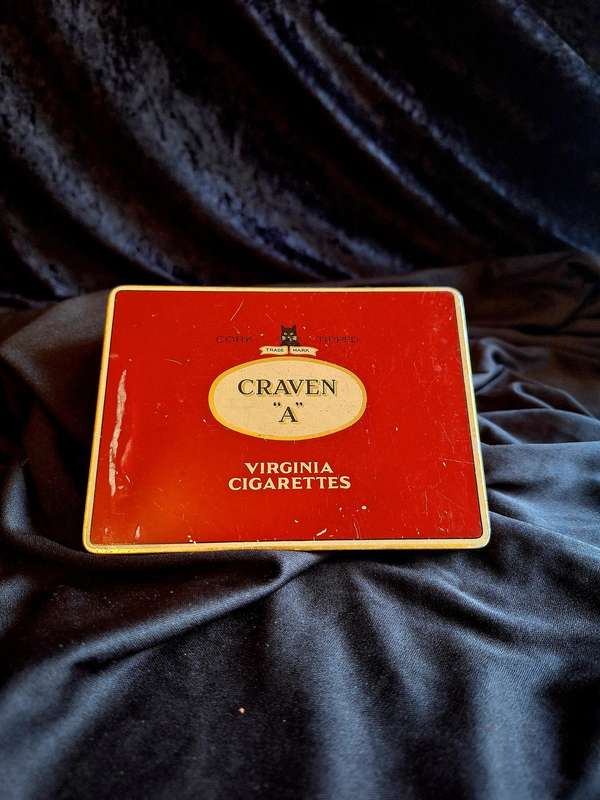 CORK TIPPED
TRADE MARK
CRAVEN
"A"
VIRGINIA
CIGARETTES